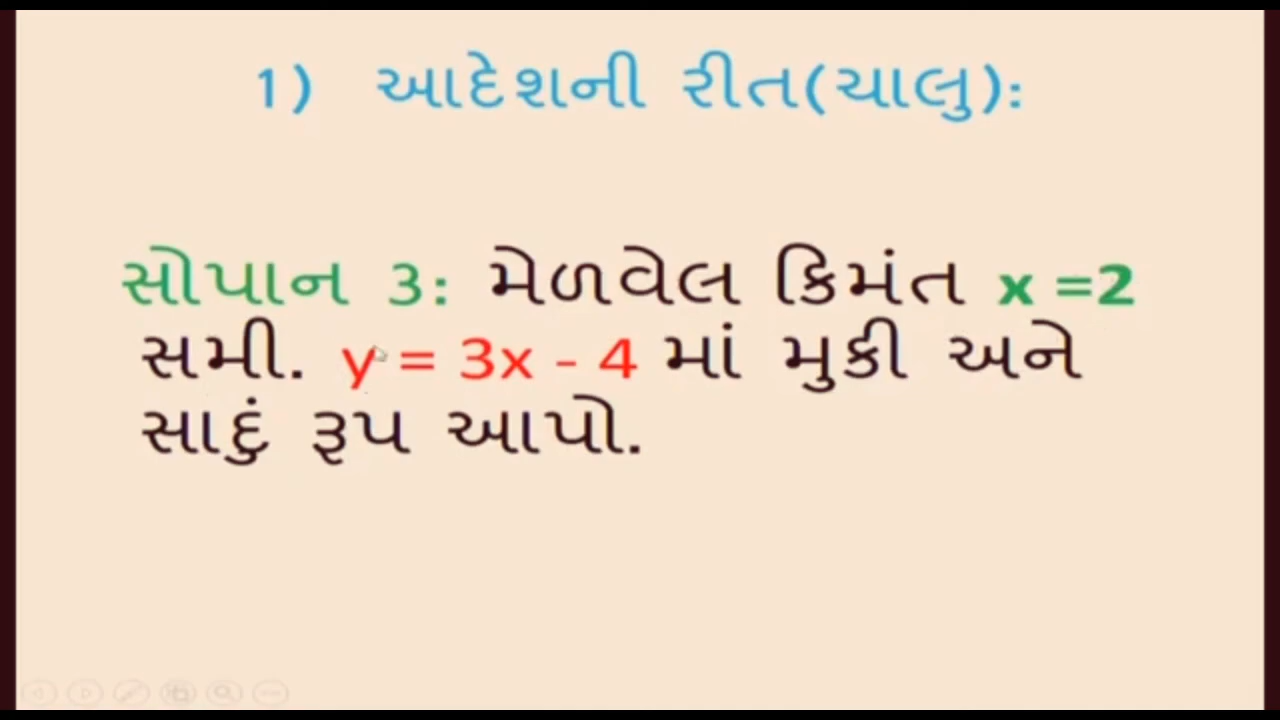 1) આદેશની રીત(ચાલુ):
સોપાન 3: મેળવેલ કિમંત x =2
સમી. y = 3x - 4 માં મુકી અને
સાદું રૂપ આપો.